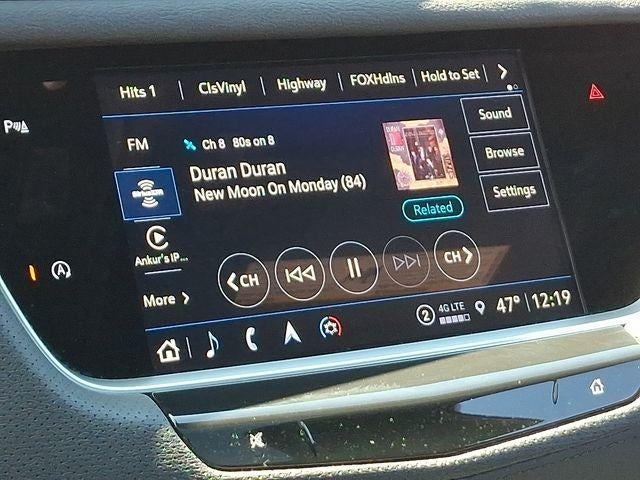 Hits 1 | ClsVinyl | Highway | FOXHdlns | Hold to Set
P
FM
Ch 8 80s on 8
Sound
SiriusXM
Duran Duran
New Moon On Monday (84)
Browse
Related
Settings
Ankur's IP...
A
CH
CH
More
2 4G LTE 47° 12:19